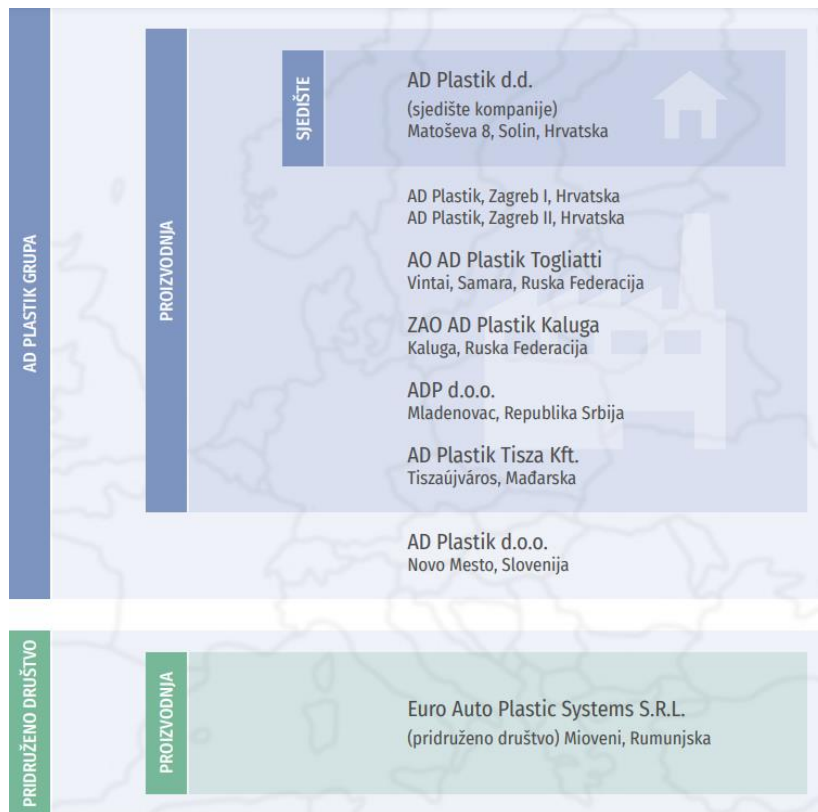 AD PLASTIK GRUPA
PROIZVODNJA
SJEDIŠTE
AD Plastik d.d.
(sjedište kompanije)
Matoševa 8, Solin, Hrvatska
AD Plastik, Zagreb I, Hrvatska
AD Plastik, Zagreb II, Hrvatska
AO AD Plastik Togliatti
Vintai, Samara, Ruska Federacija
ZAO AD Plastik Kaluga
Kaluga, Ruska Federacija
ADP d.o.o.
Mladenovac, Republika Srbija
AD Plastik Tisza Kft.
Tiszaújváros, Mađarska
AD Plastik d.o.o.
Novo Mesto, Slovenija
PRIDRUŽENO DRUŠTVO
PROIZVODNJA
Euro Auto Plastic Systems S.R.L.
(pridruženo društvo) Mioveni, Rumunjska